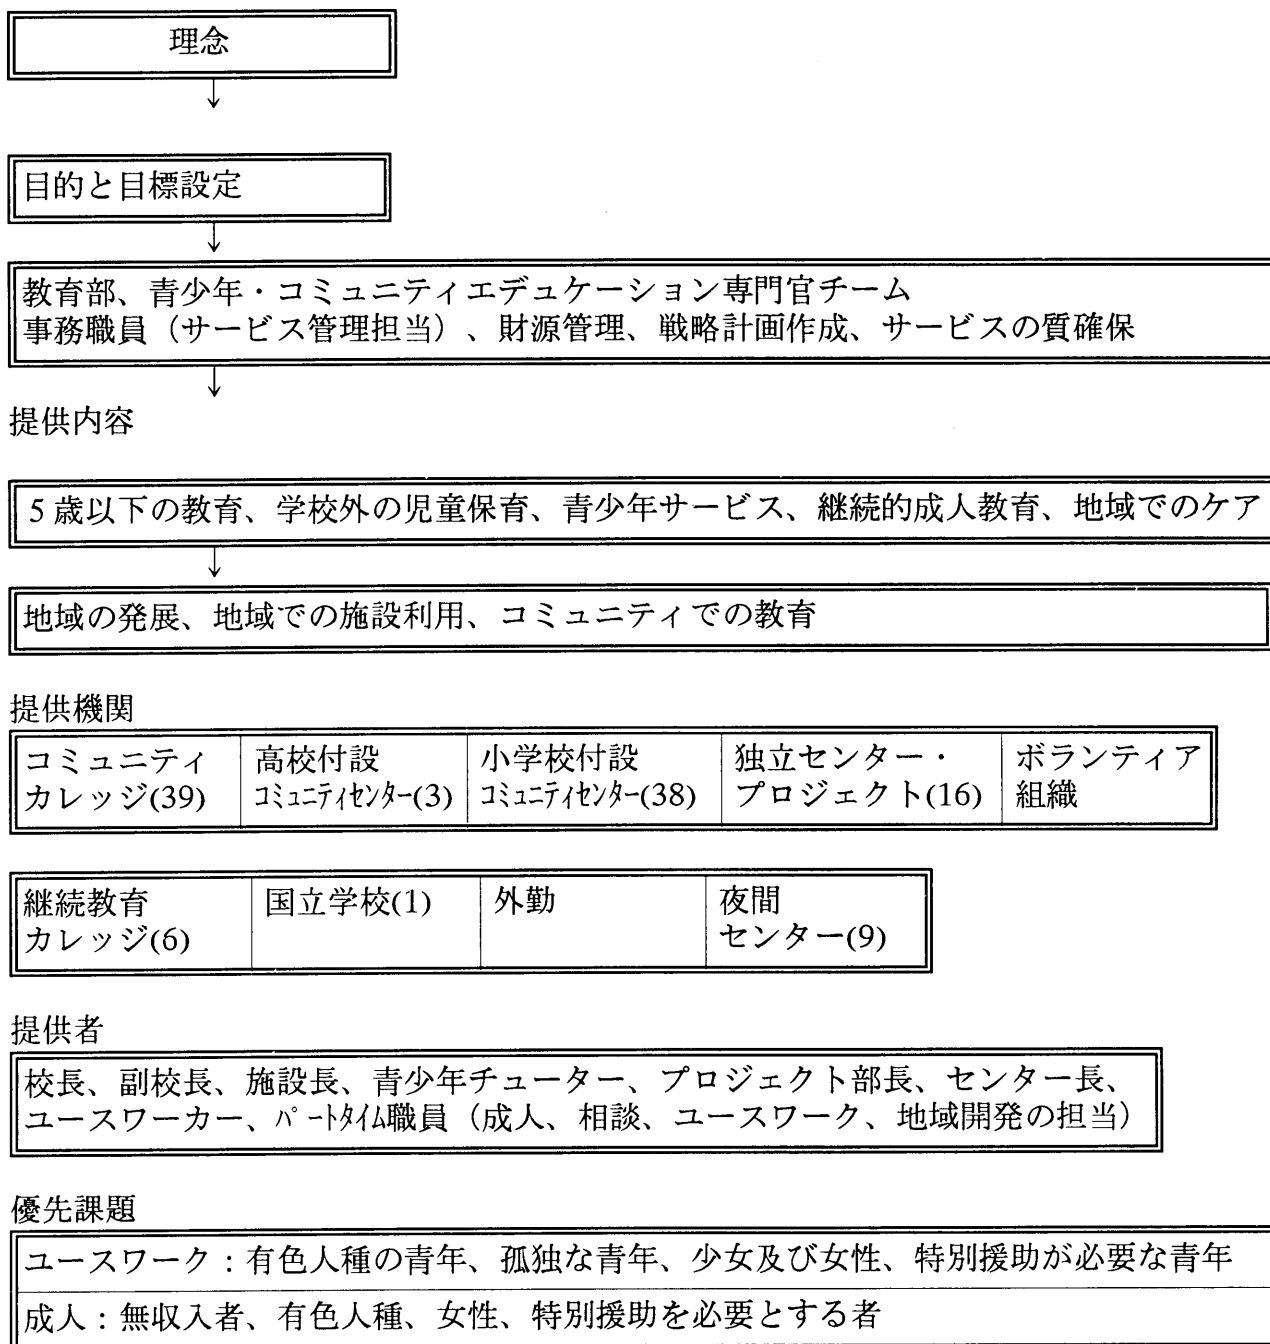 理念
目的と目標設定
教育部、青少年・コミュニティエデュケーション専門官チーム
事務職員（サービス管理担当）、財源管理、戦略計画作成、サービスの質確保
提供内容
5歳以下の教育、学校外の児童保育、青少年サービス、継続的成人教育、地域でのケア
地域の発展、地域での施設利用、コミュニティでの教育
提供機関
コミュニティ
カレッジ(39)
高校付設
ｺﾐｭﾆﾃｨｾﾝﾀｰ(3)
小学校付設
ｺﾐｭﾆﾃｨｾﾝﾀｰ(38)
独立センター・
プロジェクト(16)
ボランティア
組織
継続教育
カレッジ(6)
国立学校(1)
外勤
夜間
センター(9)
提供者
校長、副校長、施設長、青少年チューター、プロジェクト部長、センター長、
ユースワーカー、ﾊﾟｰﾄﾀｲﾑ職員（成人、相談、ユースワーク、地域開発の担当）
優先課題
ユースワーク：有色人種の青年、孤独な青年、少女及び女性、特別援助が必要な青年
成人：無収入者、有色人種、女性、特別援助を必要とする者